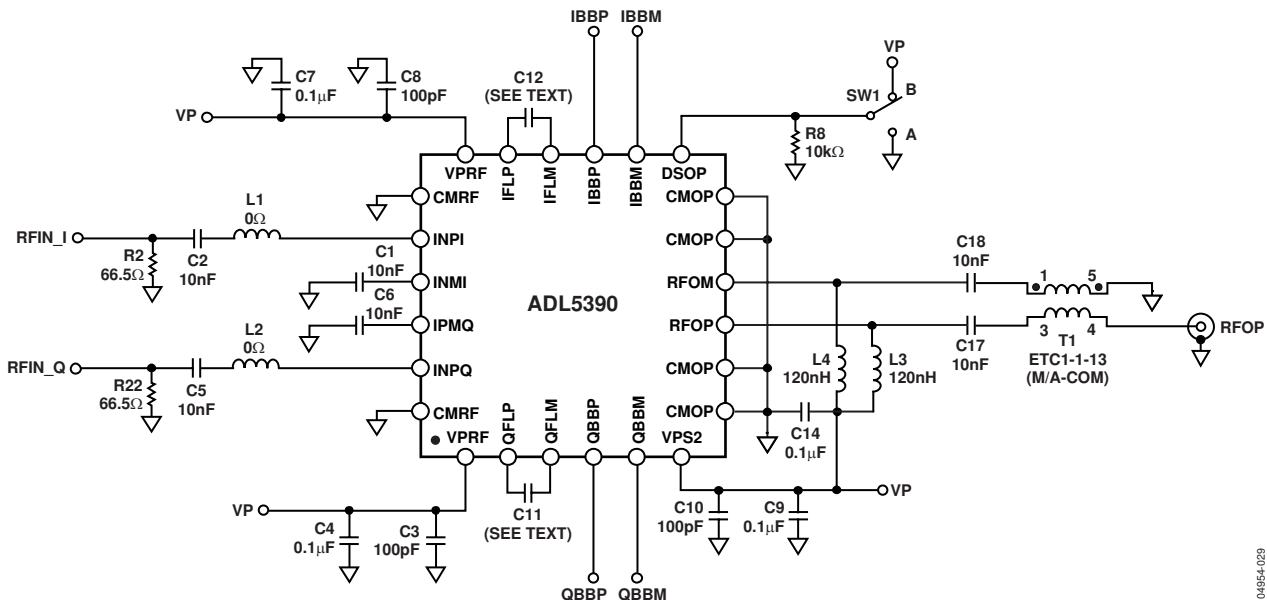 IBBP IBBM
VP
C7
0.1μF
C8
100pF
C12
(SEE TEXT)
SW1
B
A
VP
R8
10kΩ
VPRF
IFLP
IFLM
IBBP
IBBM
DSOP
CMRF
CMOP
L1
0Ω
RFIN_I
INPI
CMOP
R2
66.5Ω
C2
10nF
C1
10nF
INMI
RFOM
C18
10nF
1
5
C6
10nF
ADL5390
IPMQ
RFOP
C17
10nF
3
4
T1
ETC1-1-13
(M/A-COM)
RFOP
L2
0Ω
L4
120nH
L3
120nH
RFIN_Q
INPQ
CMOP
R22
66.5Ω
C5
10nF
CMRF
CMOP
C14
0.1μF
VPRF
QFLP
QFLM
QBBP
QBBM
VPS2
VP
C4
0.1μF
C3
100pF
C11
(SEE TEXT)
C10
100pF
C9
0.1μF
VP
QBBP QBBM
04954-029